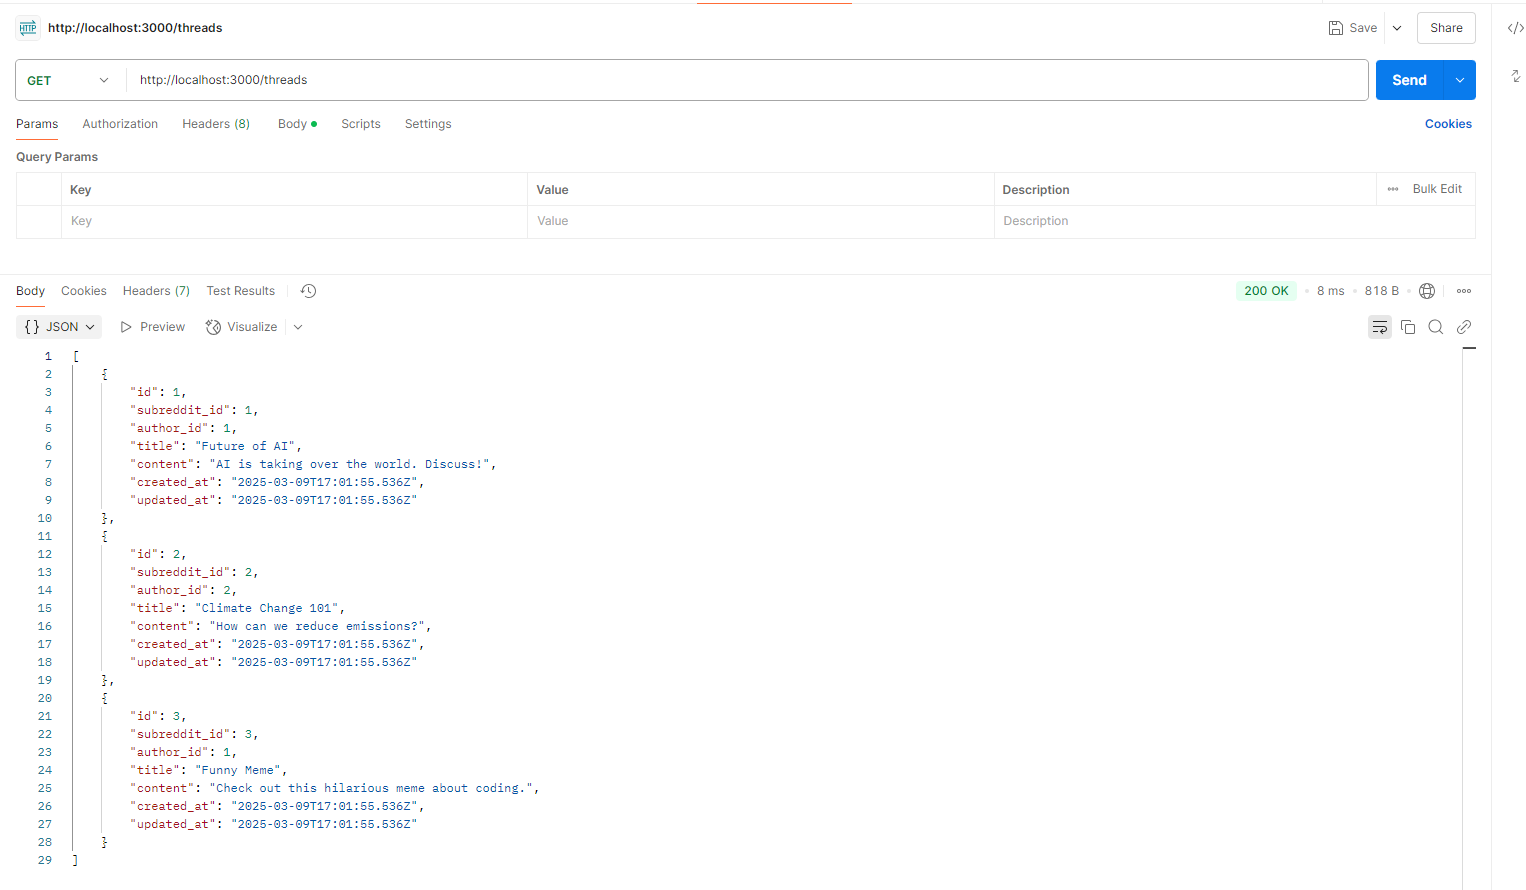 HTTP http://localhost:3000/threads Save Share
GET http://localhost:3000/threads Send
Params Authorization Headers (8) Body Scripts Settings Cookies
Query Params
Key Value Description Bulk Edit
Key Value Description
Body Cookies Headers (7) Test Results 200 OK 8 ms 818 B
{} JSON Preview Visualize
1 [
2 {
3 "id": 1,
4 "subreddit_id": 1,
5 "author_id": 1,
6 "title": "Future of AI",
7 "content": "AI is taking over the world. Discuss!",
8 "created_at": "2025-03-09T17:01:55.536Z",
9 "updated_at": "2025-03-09T17:01:55.536Z"
10 },
11 {
12 "id": 2,
13 "subreddit_id": 2,
14 "author_id": 2,
15 "title": "Climate Change 101",
16 "content": "How can we reduce emissions?",
17 "created_at": "2025-03-09T17:01:55.536Z",
18 "updated_at": "2025-03-09T17:01:55.536Z"
19 },
20 {
21 "id": 3,
22 "subreddit_id": 3,
23 "author_id": 1,
24 "title": "Funny Meme",
25 "content": "Check out this hilarious meme about coding.",
26 "created_at": "2025-03-09T17:01:55.536Z",
27 "updated_at": "2025-03-09T17:01:55.536Z"
28 }
29 ]